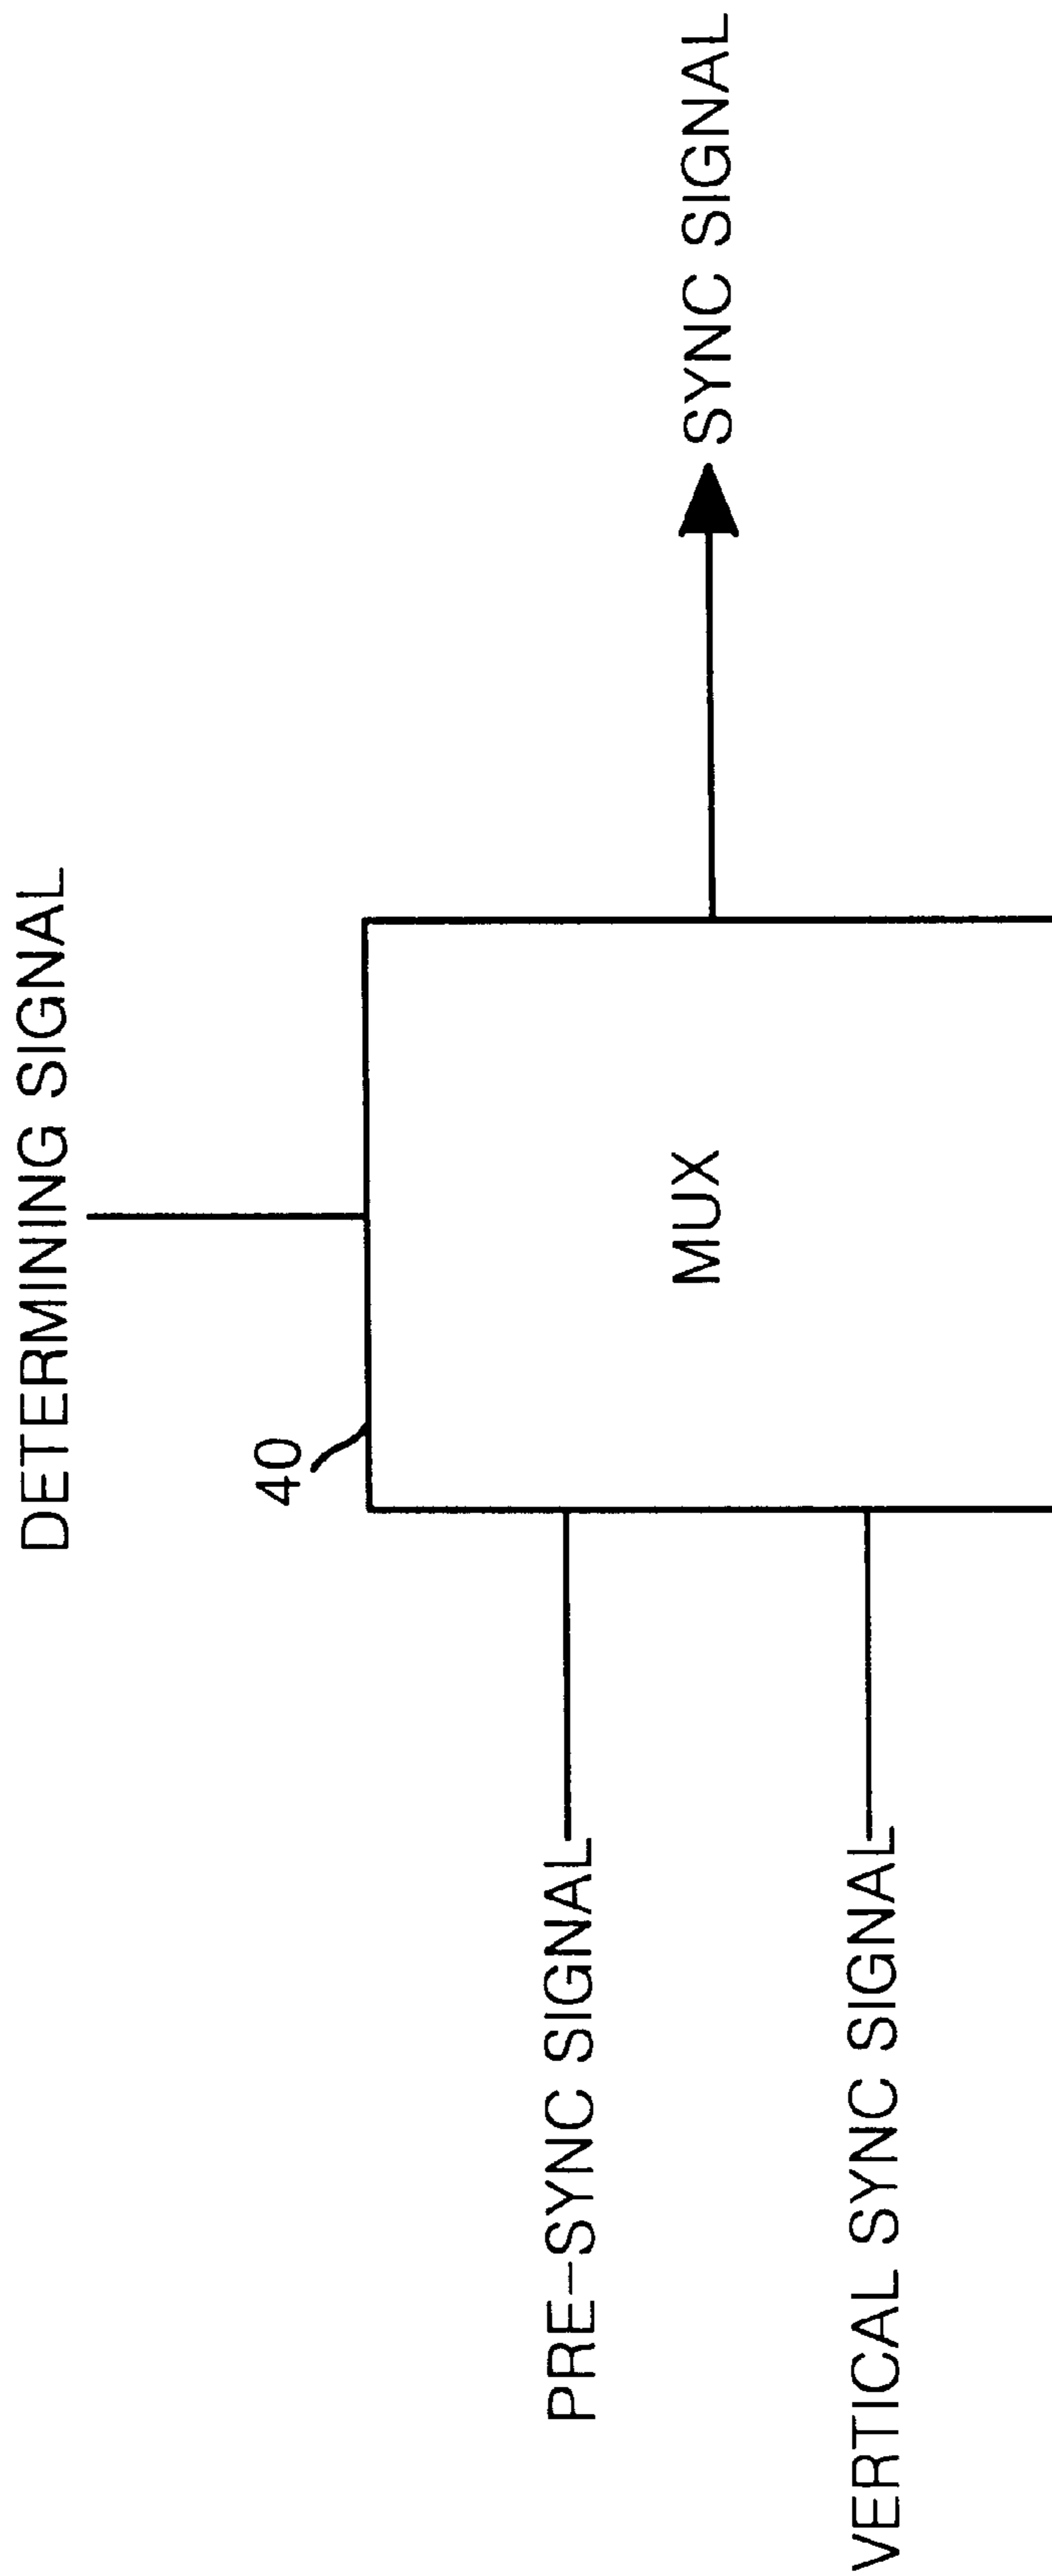 DETERMINING SIGNAL
40
MUX
PRE-SYNC SIGNAL
VERTICAL SYNC SIGNAL
SYNC SIGNAL